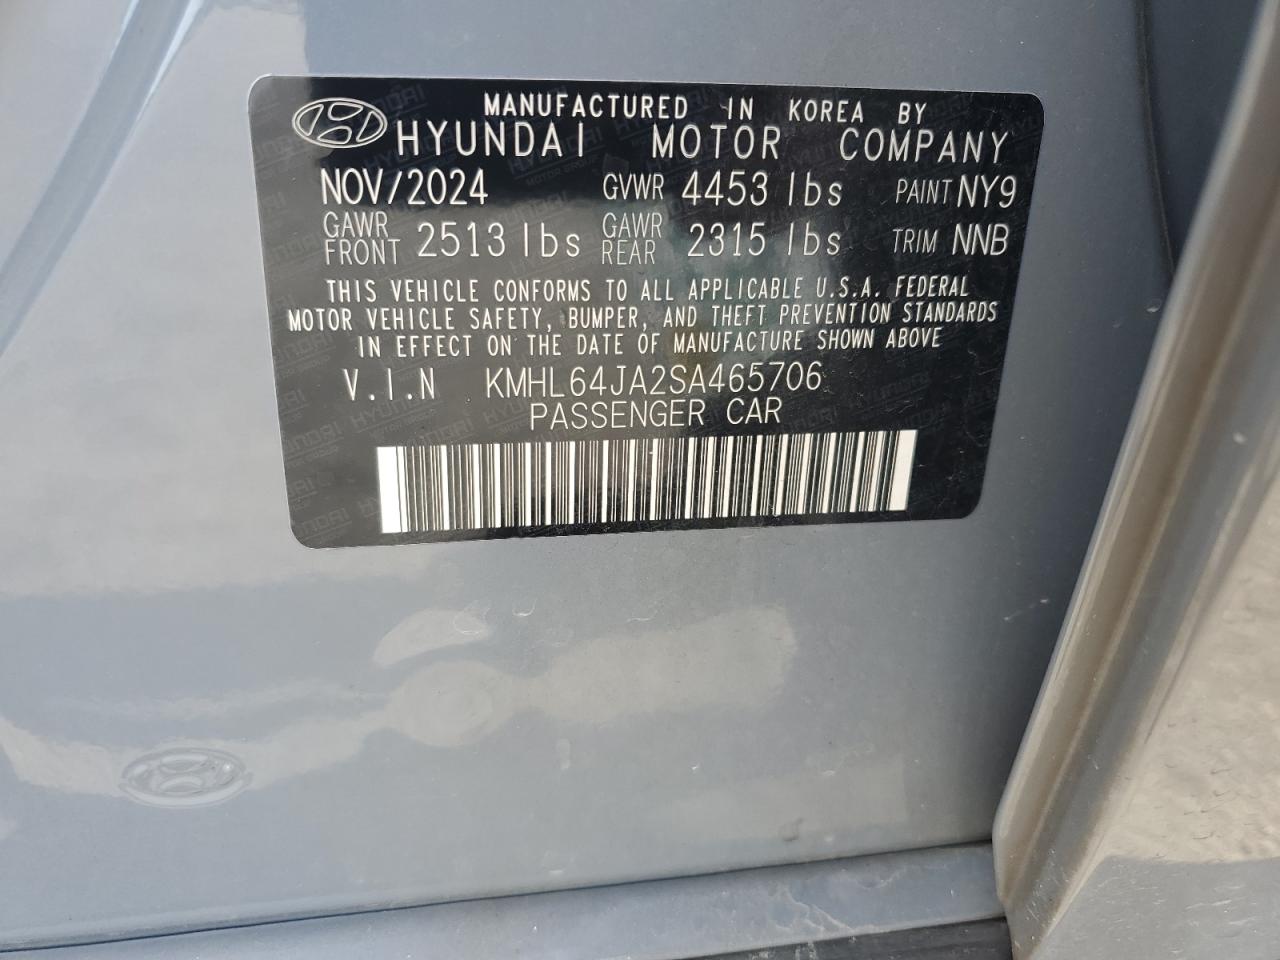 MANUFACTURED IN KOREA BY
HYUNDAI MOTOR COMPANY
NOV/2024 GVWR 4453 lbs PAINT NY9
GAWR FRONT 2513 lbs GAWR REAR 2315 lbs TRIM NNB
THIS VEHICLE CONFORMS TO ALL APPLICABLE U.S.A. FEDERAL
MOTOR VEHICLE SAFETY, BUMPER, AND THEFT PREVENTION STANDARDS
IN EFFECT ON THE DATE OF MANUFACTURE SHOWN ABOVE
V.I.N KMHL64JA2SA465706
PASSENGER CAR